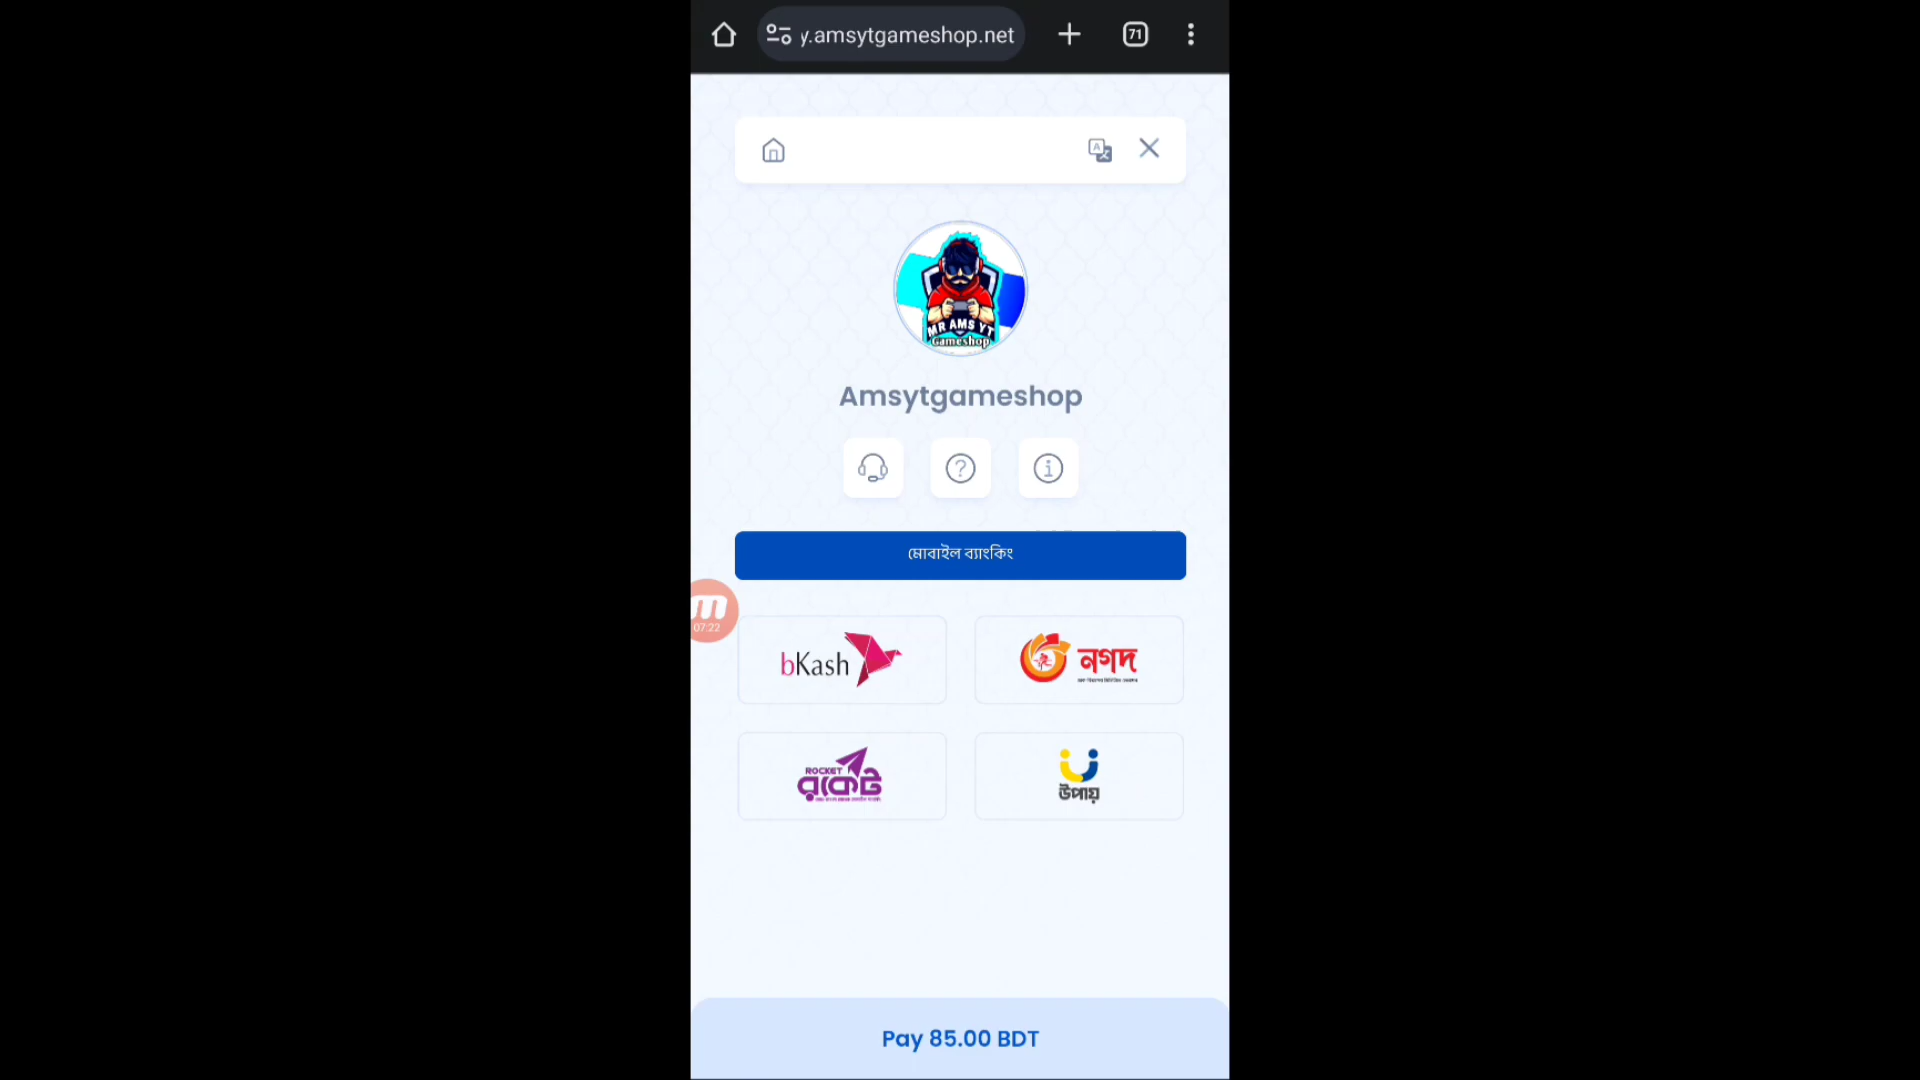 y.amsytgameshop.net
71
MR AMS YT
Gameshop
Amsytgameshop
মোবাইল ব্যাংকিং
07:22
bKash
নগদ
ROCKET
রকেট
উপায়
Pay 85.00 BDT